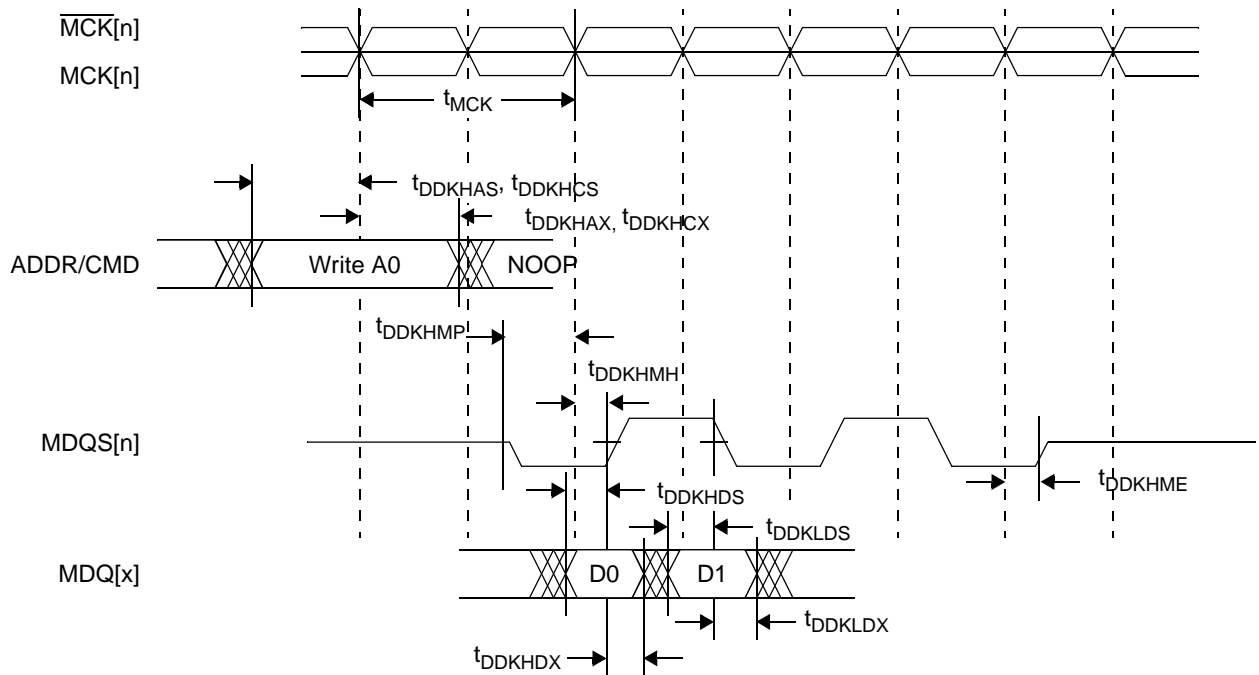 MCK[n]
MCK[n]
tMCK
tDDKHAS, tDDKHCS
tDDKHAX, tDDKHCX
ADDR/CMD Write A0 NOOP
tDDKHMP
tDDKHMH
MDQS[n]
tDDKHME
tDDKHDS
tDDKLDS
MDQ[x] D0 D1
tDDKLDX
tDDKHDX